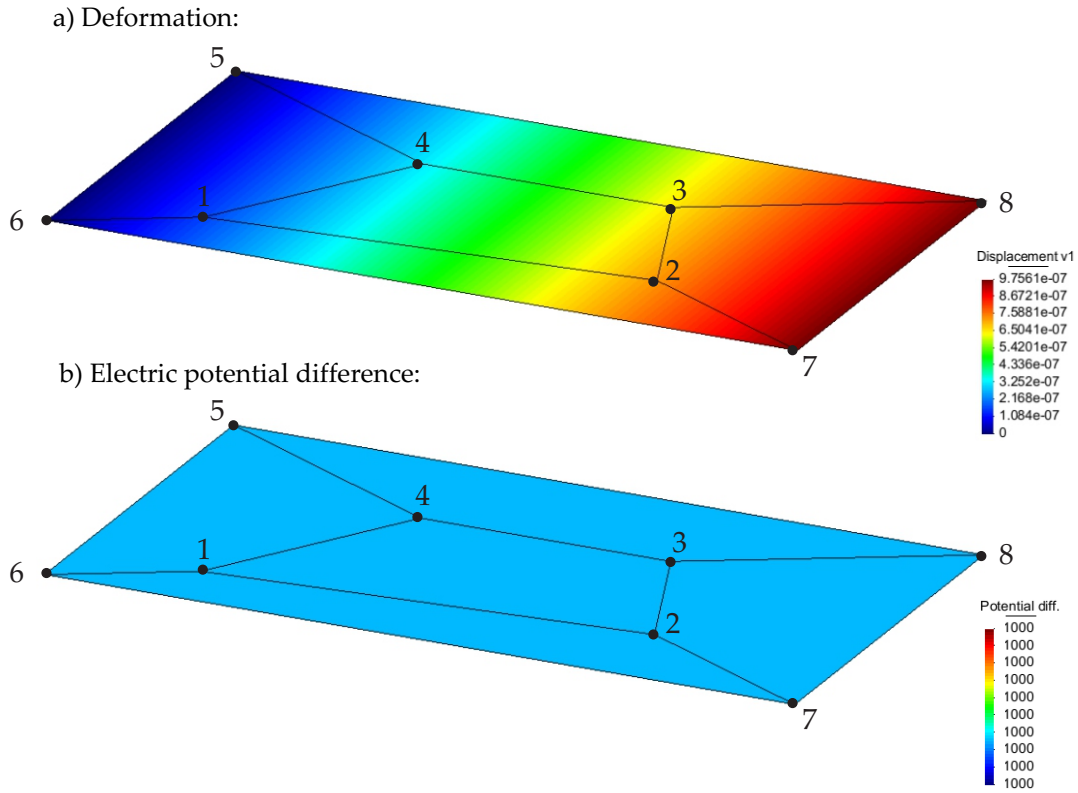 a) Deformation:
5
4
1
3
6
8
2
7
Displacement v1
9.7561e-07
8.6721e-07
7.5881e-07
6.5041e-07
5.4201e-07
4.336e-07
3.252e-07
2.168e-07
1.084e-07
0
b) Electric potential difference:
5
4
1
3
6
8
2
7
Potential diff.
1000
1000
1000
1000
1000
1000
1000
1000
1000
1000